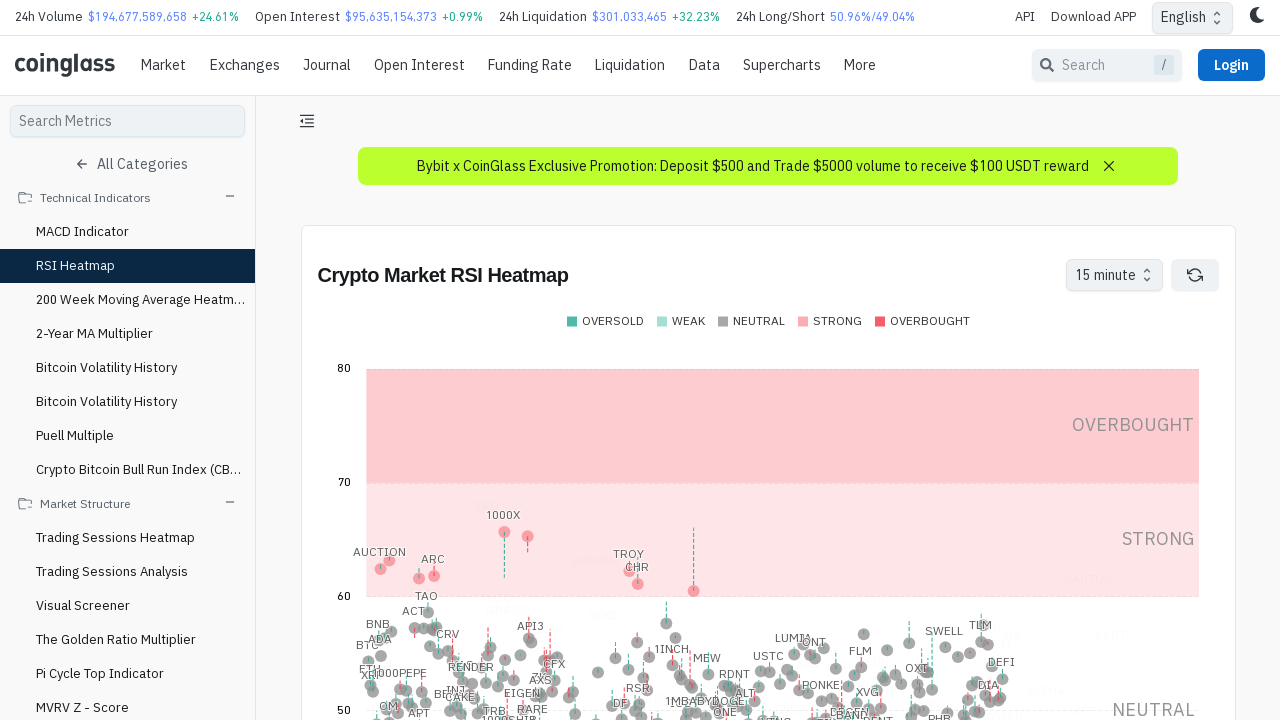 24h Volume $194,677,589,658 +24.61% Open Interest $95,635,154,373 +0.99% 24h Liquidation $301,033,465 +32.23% 24h Long/Short 50.96%/49.04% API Download APP English
coinglass Market Exchanges Journal Open Interest Funding Rate Liquidation Data Supercharts More Search / Login
Search Metrics
All Categories
Technical Indicators
MACD Indicator
RSI Heatmap
200 Week Moving Average Heatm...
2-Year MA Multiplier
Bitcoin Volatility History
Bitcoin Volatility History
Puell Multiple
Crypto Bitcoin Bull Run Index (CB...
Market Structure
Trading Sessions Heatmap
Trading Sessions Analysis
Visual Screener
The Golden Ratio Multiplier
Pi Cycle Top Indicator
MVRV Z - Score
Bybit x CoinGlass Exclusive Promotion: Deposit $500 and Trade $5000 volume to receive $100 USDT reward
Crypto Market RSI Heatmap 15 minute
OVERSOLD WEAK NEUTRAL STRONG OVERBOUGHT
80
OVERBOUGHT
70
1000X
STRONG
AUCTION ARC TROY
CHR
60 TAO
ACT
BNB API3 LUMIA TLM
ADA CRV ONT SWELL
BTC 1INCH FLM
MEW USTC DEFI
RENDER CFX OXT
1000PEPE AXS RDNT
RSR PONKE DIA
EIGEN ALT XVG
CAKE 1MBABYDOGE
OM DF
APT TRB RARE ONE
50 1000SHIB PHB NEUTRAL